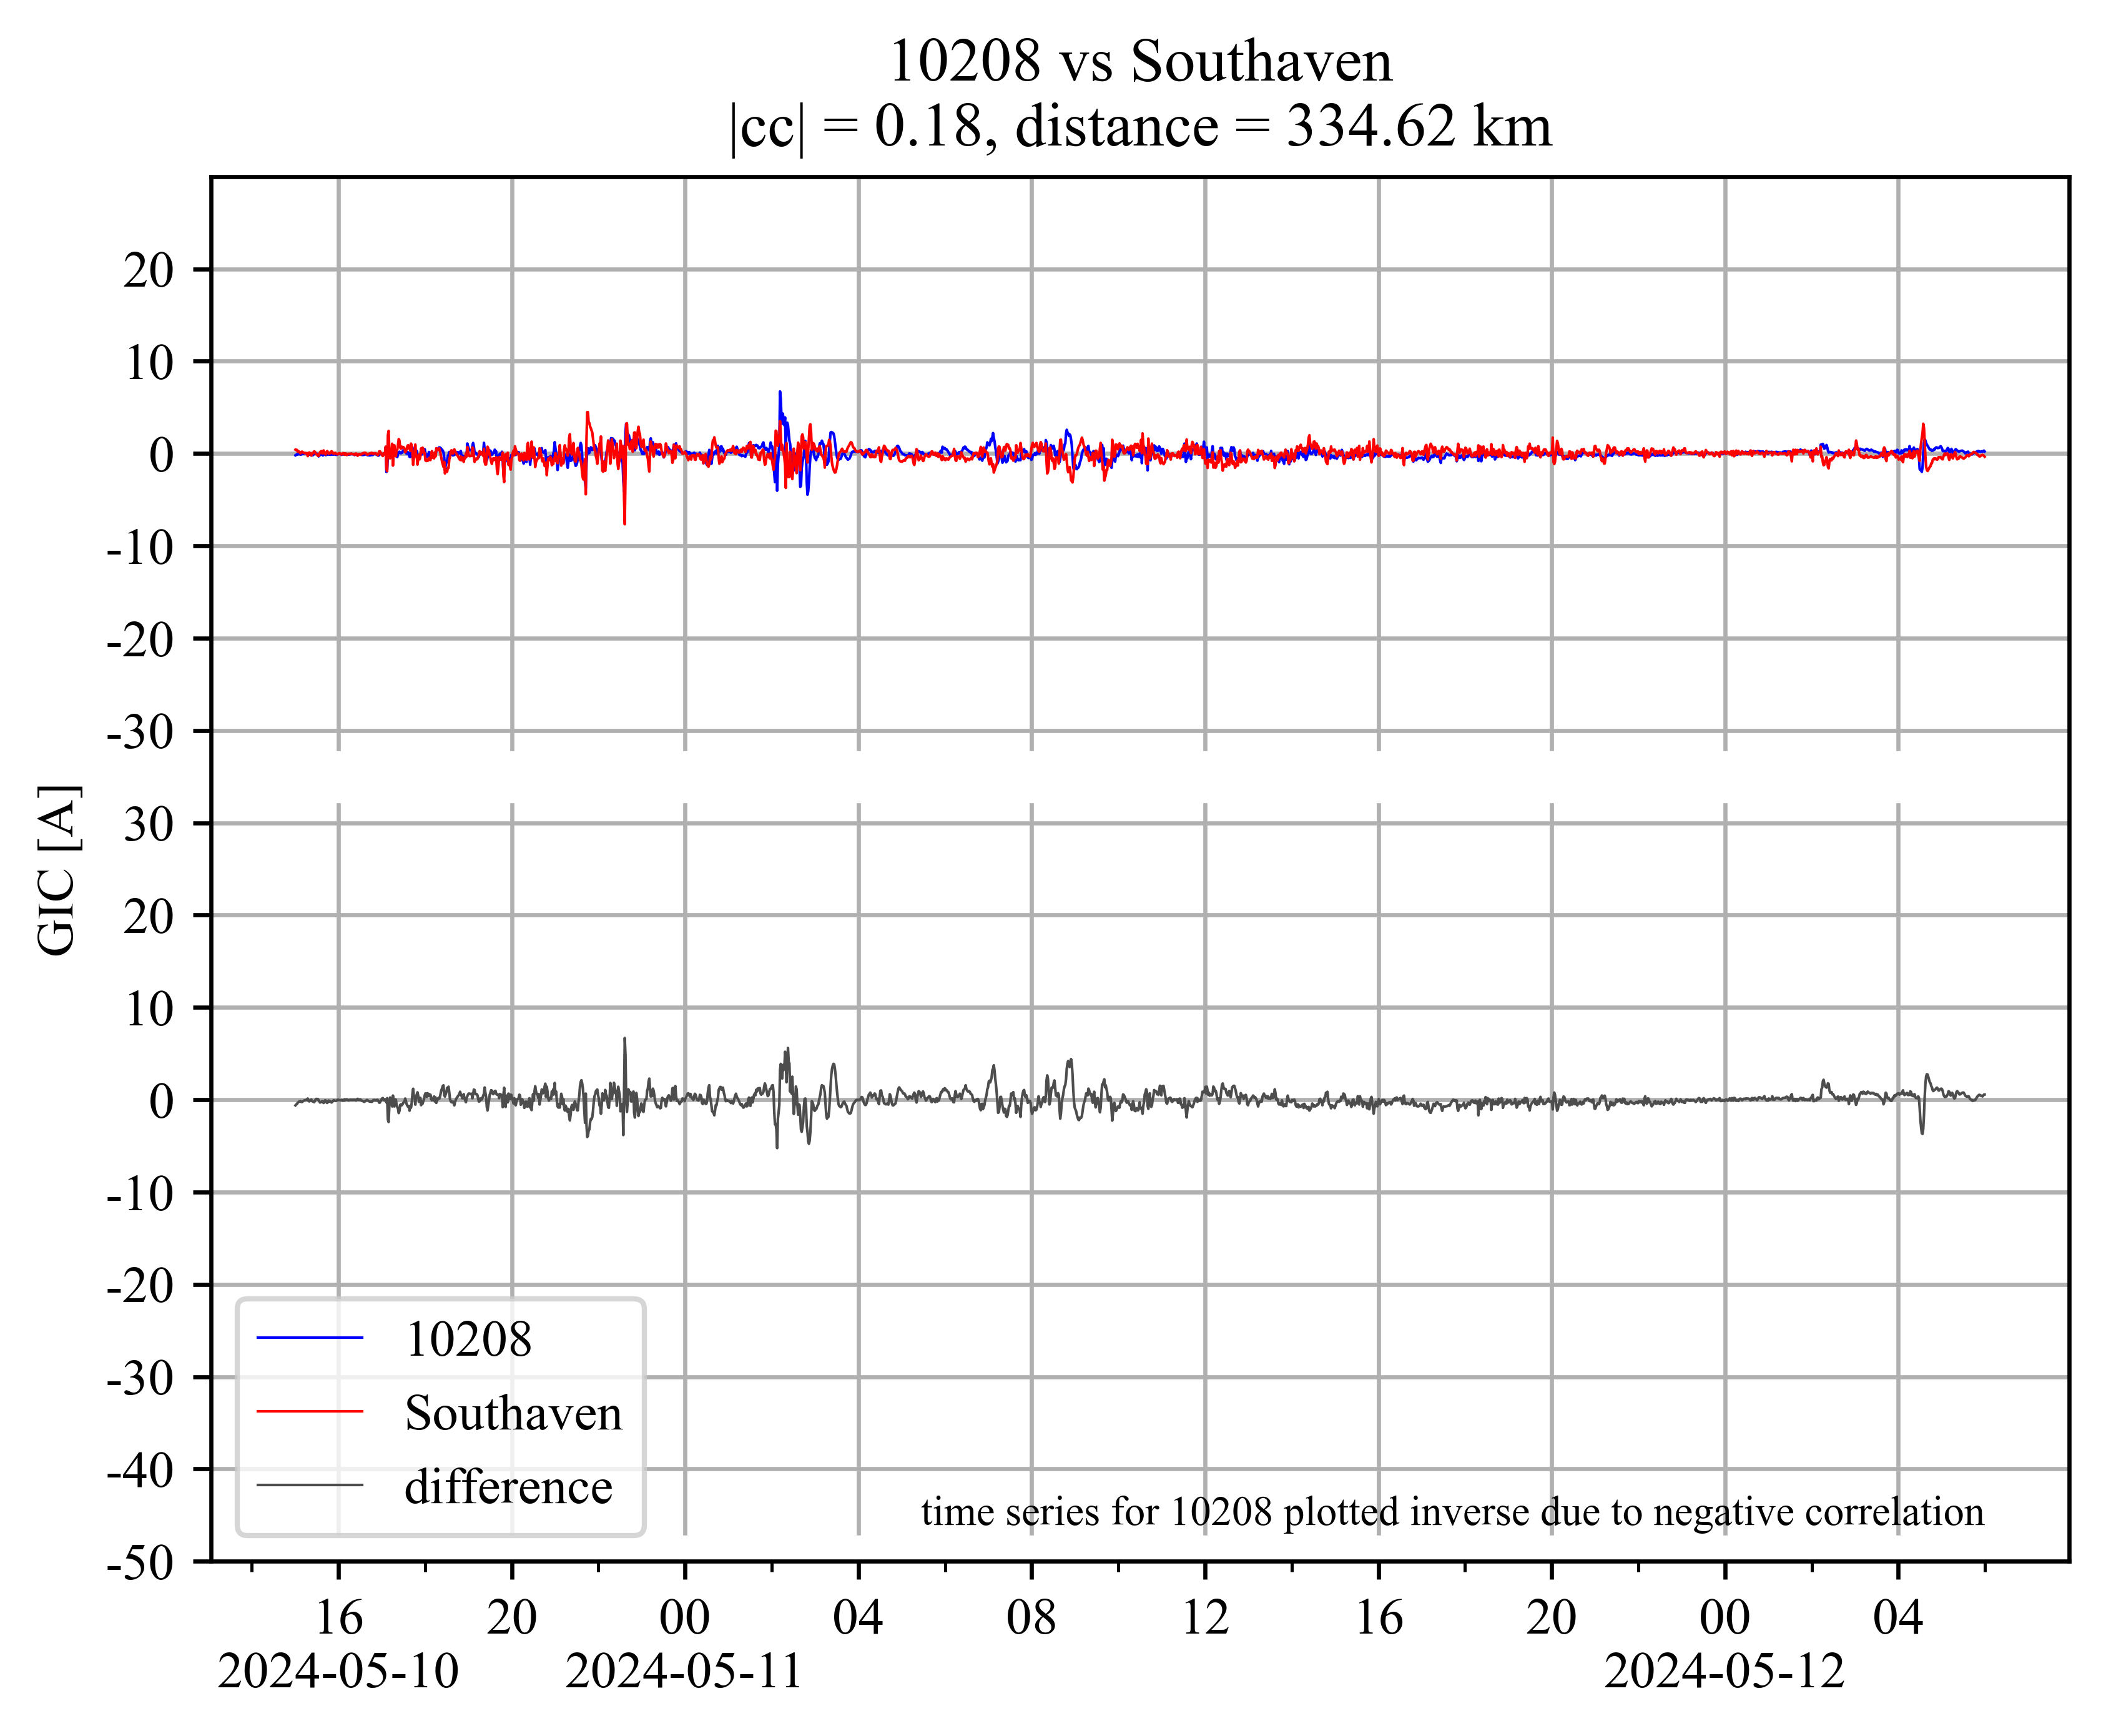 10208 vs Southaven
|cc| = 0.18, distance = 334.62 km
GIC [A]
20
10
0
-10
-20
-30
30
20
10
0
-10
-20
-30
-40
-50
10208
Southaven
difference
time series for 10208 plotted inverse due to negative correlation
16 20 00 04 08 12 16 20 00 04
2024-05-10 2024-05-11 2024-05-12